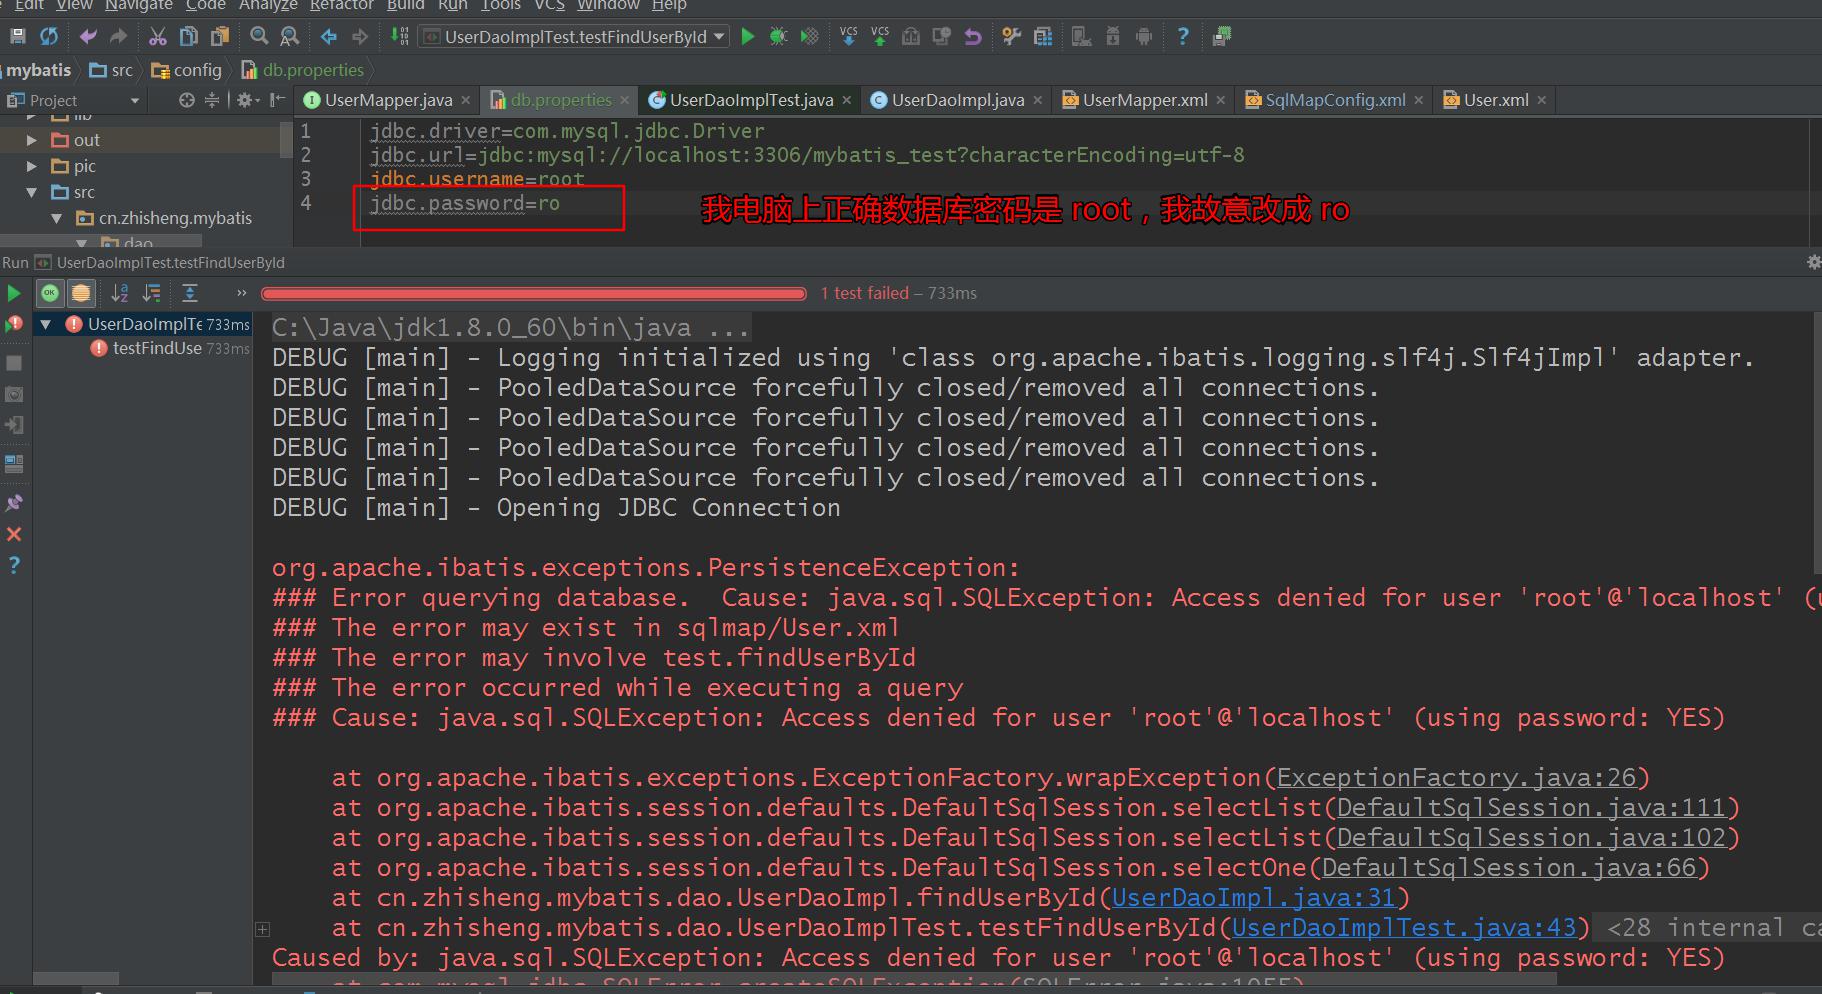 Edit View Navigate Code Analyze Refactor Build Run Tools VCS Window Help
UserDaoImplTest.testFindUserById VCS VCS
mybatis src config db.properties
Project UserMapper.java db.properties UserDaoImplTest.java UserDaoImpl.java UserMapper.xml SqlMapConfig.xml User.xml
lib
out
pic
src
cn.zhisheng.mybatis
dao
1 jdbc.driver=com.mysql.jdbc.Driver
2 jdbc.url=jdbc:mysql://localhost:3306/mybatis_test?characterEncoding=utf-8
3 jdbc.username=root
4 jdbc.password=ro
我电脑上正确数据库密码是 root，我故意改成 ro
Run UserDaoImplTest.testFindUserById
1 test failed – 733ms
UserDaoImplTe 733ms
testFindUse 733ms
C:\Java\jdk1.8.0_60\bin\java ...
DEBUG [main] - Logging initialized using 'class org.apache.ibatis.logging.slf4j.Slf4jImpl' adapter.
DEBUG [main] - PooledDataSource forcefully closed/removed all connections.
DEBUG [main] - PooledDataSource forcefully closed/removed all connections.
DEBUG [main] - PooledDataSource forcefully closed/removed all connections.
DEBUG [main] - PooledDataSource forcefully closed/removed all connections.
DEBUG [main] - Opening JDBC Connection
org.apache.ibatis.exceptions.PersistenceException:
### Error querying database.  Cause: java.sql.SQLException: Access denied for user 'root'@'localhost' (
### The error may exist in sqlmap/User.xml
### The error may involve test.findUserById
### The error occurred while executing a query
### Cause: java.sql.SQLException: Access denied for user 'root'@'localhost' (using password: YES)
at org.apache.ibatis.exceptions.ExceptionFactory.wrapException(ExceptionFactory.java:26)
at org.apache.ibatis.session.defaults.DefaultSqlSession.selectList(DefaultSqlSession.java:111)
at org.apache.ibatis.session.defaults.DefaultSqlSession.selectList(DefaultSqlSession.java:102)
at org.apache.ibatis.session.defaults.DefaultSqlSession.selectOne(DefaultSqlSession.java:66)
at cn.zhisheng.mybatis.dao.UserDaoImpl.findUserById(UserDaoImpl.java:31)
at cn.zhisheng.mybatis.dao.UserDaoImplTest.testFindUserById(UserDaoImplTest.java:43) <28 internal ca
Caused by: java.sql.SQLException: Access denied for user 'root'@'localhost' (using password: YES)
at com.mysql.jdbc.SQLError.createSQLException(SQLError.java:1055)